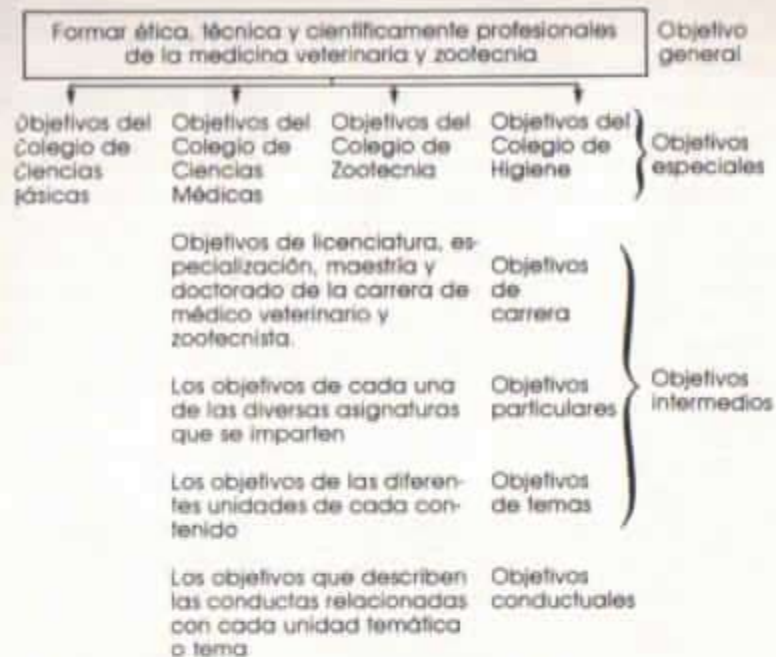 Formar ética, técnica y científicamente profesionales
de la medicina veterinaria y zootecnia
Objetivo
general
Objetivos del
Colegio de
Ciencias
Básicas
Objetivos del
Colegio de
Ciencias
Médicas
Objetivos del
Colegio de
Zootecnia
Objetivos del
Colegio de
Higiene
Objetivos
especiales
Objetivos de licenciatura, es-
pecialización, maestría y
doctorado de la carrera de
médico veterinario y
zootecnista.
Objetivos
de
carrera
Los objetivos de cada una
de las diversas asignaturas
que se imparten
Objetivos
particulares
Los objetivos de las diferen-
tes unidades de cada con-
tenido
Objetivos
de temas
Objetivos
intermedios
Los objetivos que describen
las conductas relacionadas
con cada unidad temática
o tema
Objetivos
conductuales